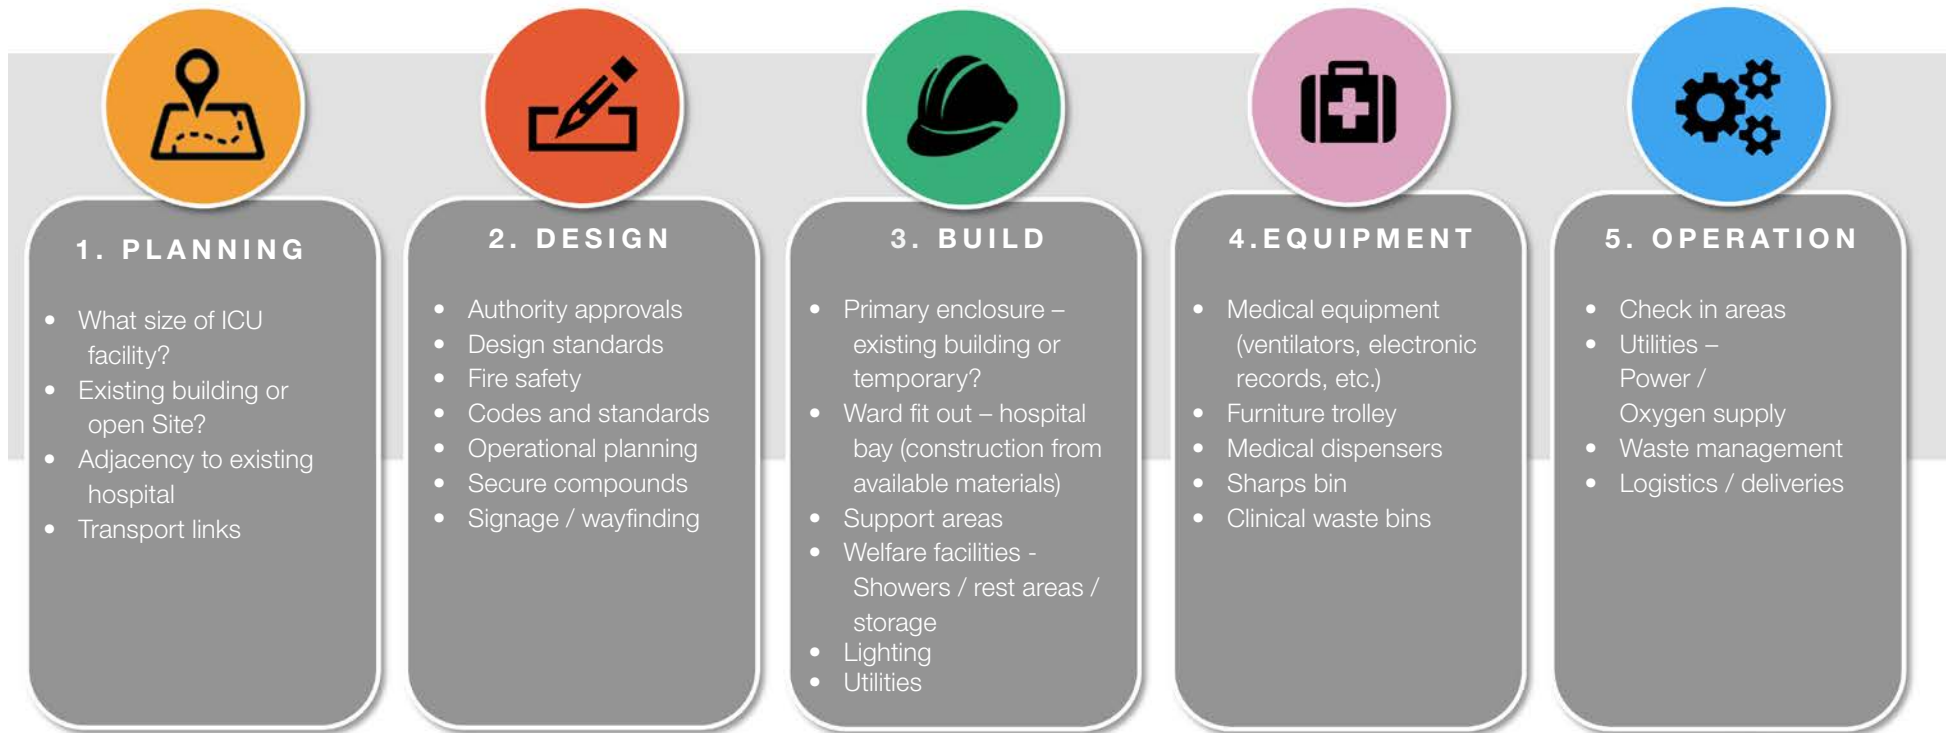 1. PLANNING
• What size of ICU
facility?
• Existing building or
open Site?
• Adjacency to existing
hospital
• Transport links
2. DESIGN
• Authority approvals
• Design standards
• Fire safety
• Codes and standards
• Operational planning
• Secure compounds
• Signage / wayfinding
3. BUILD
• Primary enclosure –
existing building or
temporary?
• Ward fit out – hospital
bay (construction from
available materials)
• Support areas
• Welfare facilities -
Showers / rest areas /
storage
• Lighting
• Utilities
4.EQUIPMENT
• Medical equipment
(ventilators, electronic
records, etc.)
• Furniture trolley
• Medical dispensers
• Sharps bin
• Clinical waste bins
5. OPERATION
• Check in areas
• Utilities –
Power /
Oxygen supply
• Waste management
• Logistics / deliveries